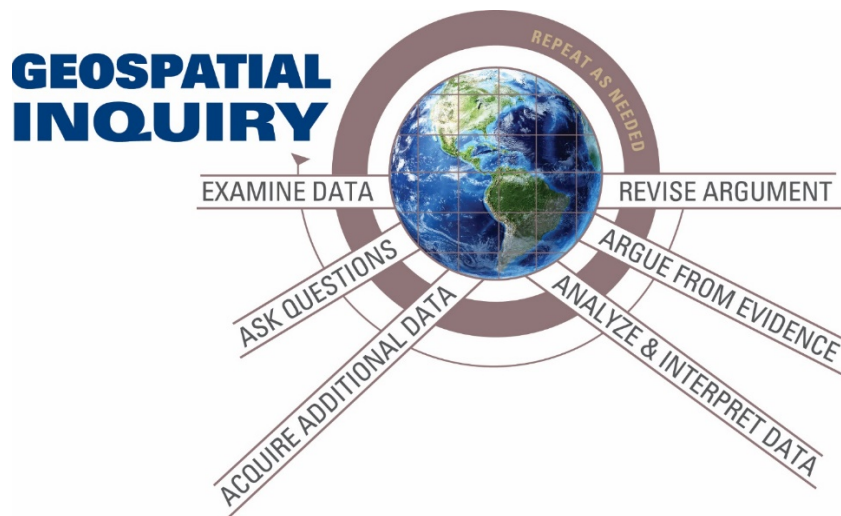 GEOSPATIAL
INQUIRY
REPEAT AS NEEDED
EXAMINE DATA
ASK QUESTIONS
ACQUIRE ADDITIONAL DATA
ANALYZE & INTERPRET DATA
ARGUE FROM EVIDENCE
REVISE ARGUMENT